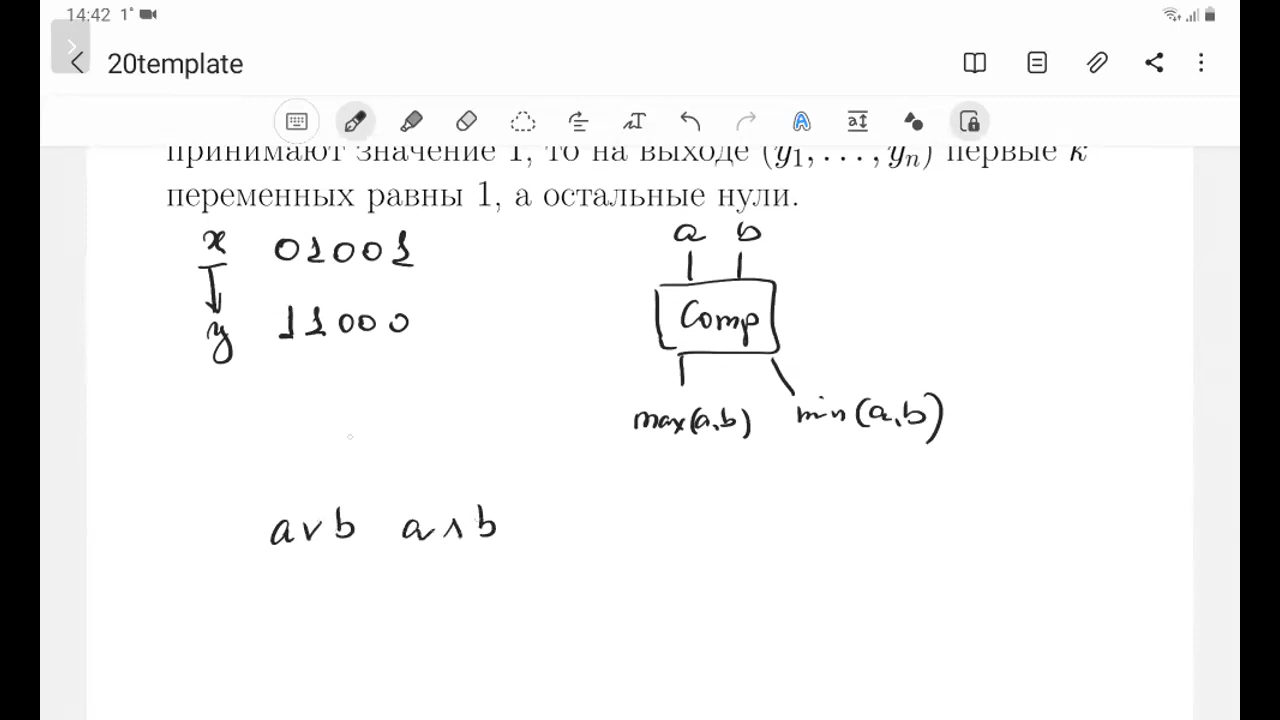 14:42 1°
20template
принимают значение 1, то на выходе (y₁, . . . , yₙ) первые k
переменных равны 1, а остальные нули.
x 01001
y 11000
a b
Comp
max(a,b) min(a,b)
a∨b a∧b